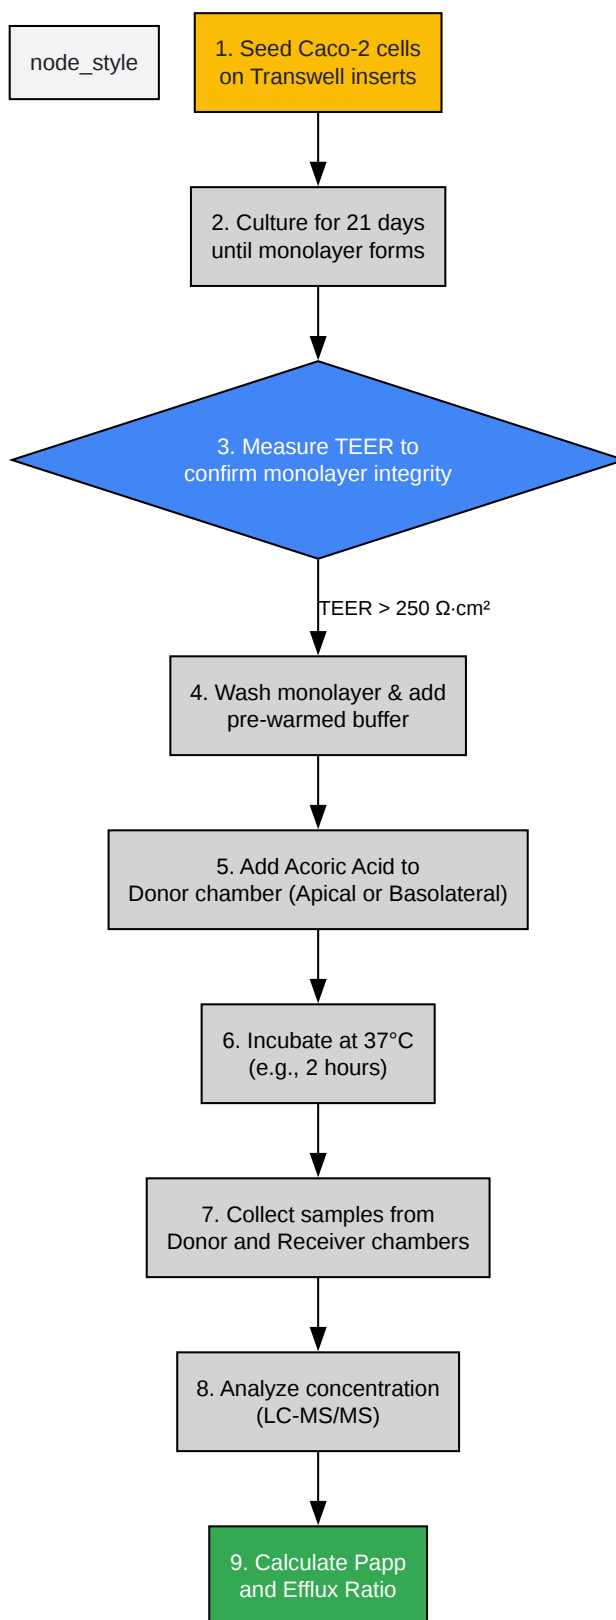 node_style
1. Seed Caco-2 cells
on Transwell inserts
2. Culture for 21 days
until monolayer forms
3. Measure TEER to
confirm monolayer integrity
TEER > 250 Ω·cm²
4. Wash monolayer & add
pre-warmed buffer
5. Add Acoric Acid to
Donor chamber (Apical or Basolateral)
6. Incubate at 37°C
(e.g., 2 hours)
7. Collect samples from
Donor and Receiver chambers
8. Analyze concentration
(LC-MS/MS)
9. Calculate Papp
and Efflux Ratio